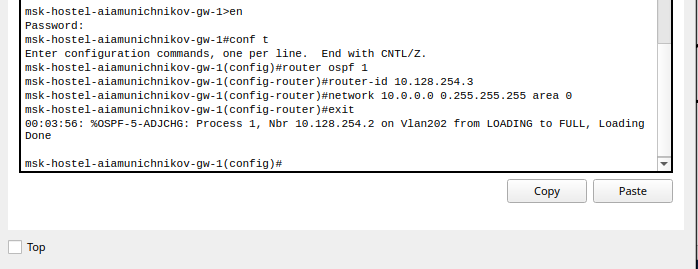 msk-hostel-aiamunichnikov-gw-1>en
Password:
msk-hostel-aiamunichnikov-gw-1#conf t
Enter configuration commands, one per line.  End with CNTL/Z.
msk-hostel-aiamunichnikov-gw-1(config)#router ospf 1
msk-hostel-aiamunichnikov-gw-1(config-router)#router-id 10.128.254.3
msk-hostel-aiamunichnikov-gw-1(config-router)#network 10.0.0.0 0.255.255.255 area 0
msk-hostel-aiamunichnikov-gw-1(config-router)#exit
00:03:56: %OSPF-5-ADJCHG: Process 1, Nbr 10.128.254.2 on Vlan202 from LOADING to FULL, Loading
Done
msk-hostel-aiamunichnikov-gw-1(config)#
Copy Paste
Top